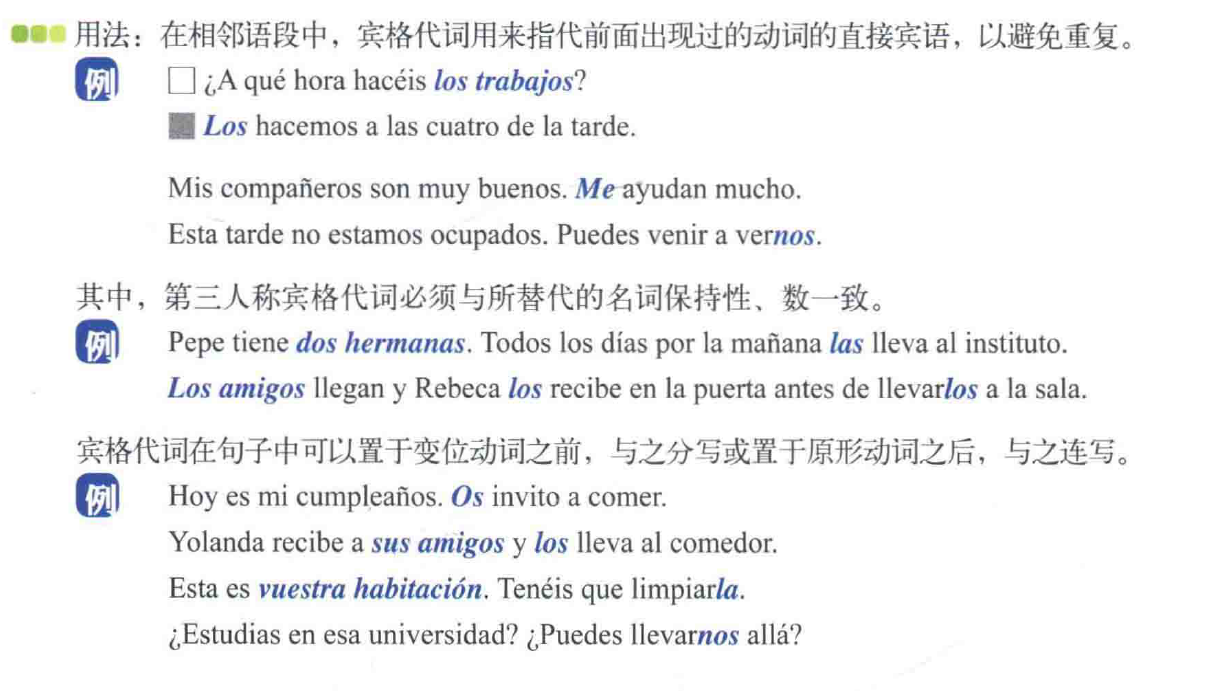 用法：在相邻语段中，宾格代词用来指代前面出现过的动词的直接宾语，以避免重复。
例 □ ¿A qué hora hacéis los trabajos?
■ Los hacemos a las cuatro de la tarde.
Mis compañeros son muy buenos. Me ayudan mucho.
Esta tarde no estamos ocupados. Puedes venir a vernos.
其中，第三人称宾格代词必须与所替代的名词保持性、数一致。
例 Pepe tiene dos hermanas. Todos los días por la mañana las lleva al instituto.
Los amigos llegan y Rebeca los recibe en la puerta antes de llevarlos a la sala.
宾格代词在句子中可以置于变位动词之前，与之分写或置于原形动词之后，与之连写。
例 Hoy es mi cumpleaños. Os invito a comer.
Yolanda recibe a sus amigos y los lleva al comedor.
Esta es vuestra habitación. Tenéis que limpiarla.
¿Estudias en esa universidad? ¿Puedes llevarnos allá?